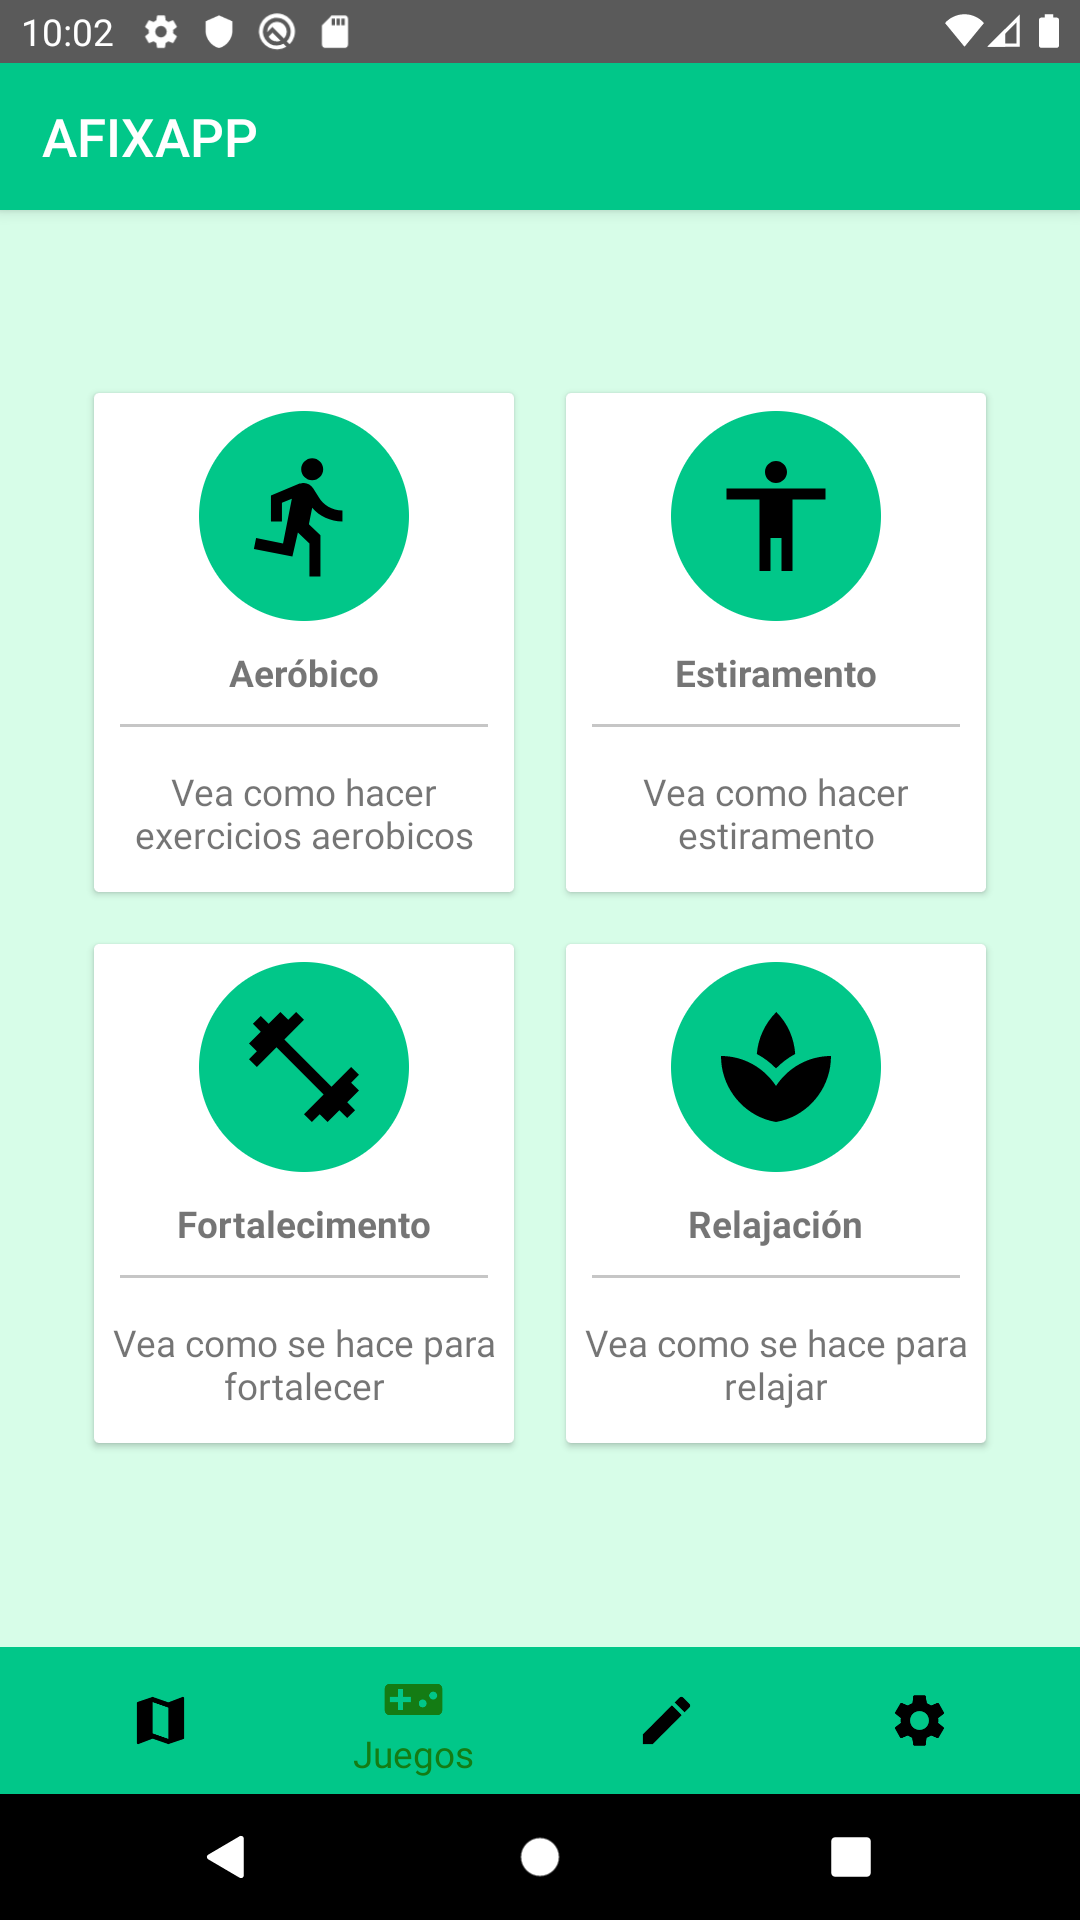 10:02
AFIXAPP
Aeróbico
Vea como hacer
exercicios aerobicos
Estiramento
Vea como hacer
estiramento
Fortalecimento
Vea como se hace para
fortalecer
Relajación
Vea como se hace para
relajar
Juegos